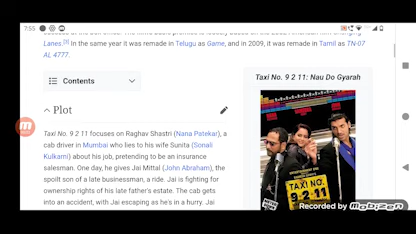 7:55
Lanes.[3] In the same year it was remade in Telugu as Game, and in 2009, it was remade in Tamil as TN-07
AL 4777.
Contents
Taxi No. 9 2 11: Nau Do Gyarah
Plot
Taxi No. 9 2 11 focuses on Raghav Shastri (Nana Patekar), a
cab driver in Mumbai who lies to his wife Sunita (Sonali
Kulkarni) about his job, pretending to be an insurance
salesman. One day, he gives Jai Mittal (John Abraham), the
spoilt son of a late businessman, a ride. Jai is fighting for
ownership rights of his late father's estate. The cab gets
into an accident, with Jai escaping as he's in a hurry. Jai
TAXI NO.
9 2 11
Recorded by Mobizen